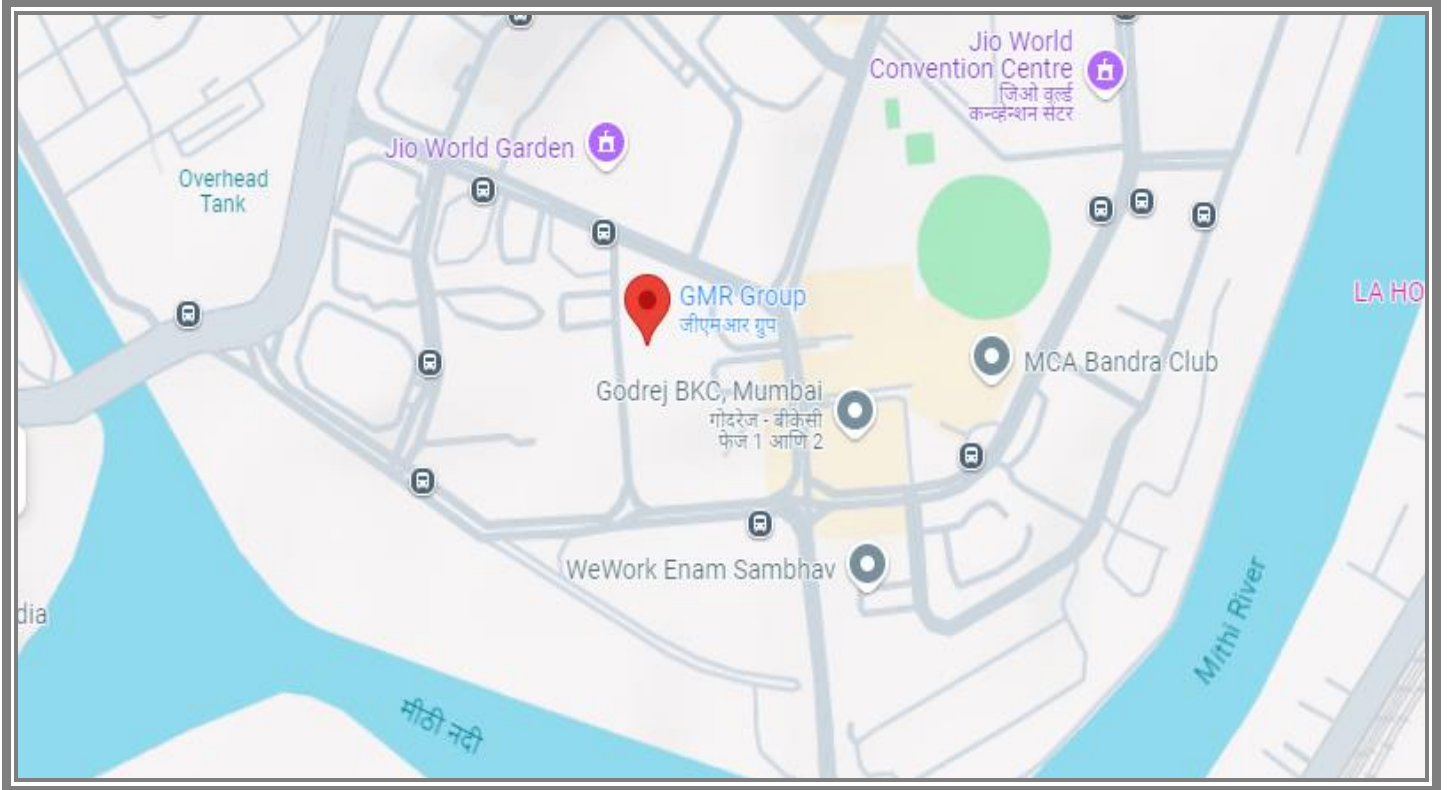 Jio World
Convention Centre
जिओ वर्ल्ड
कन्व्हेन्शन सेंटर
Jio World Garden
Overhead
Tank
GMR Group
जीएमआर ग्रुप
LA HO
MCA Bandra Club
Godrej BKC, Mumbai
गोदरेज - बीकेसी
फेज 1 आणि 2
WeWork Enam Sambhav
dia
Mithi River
मीठी नदी